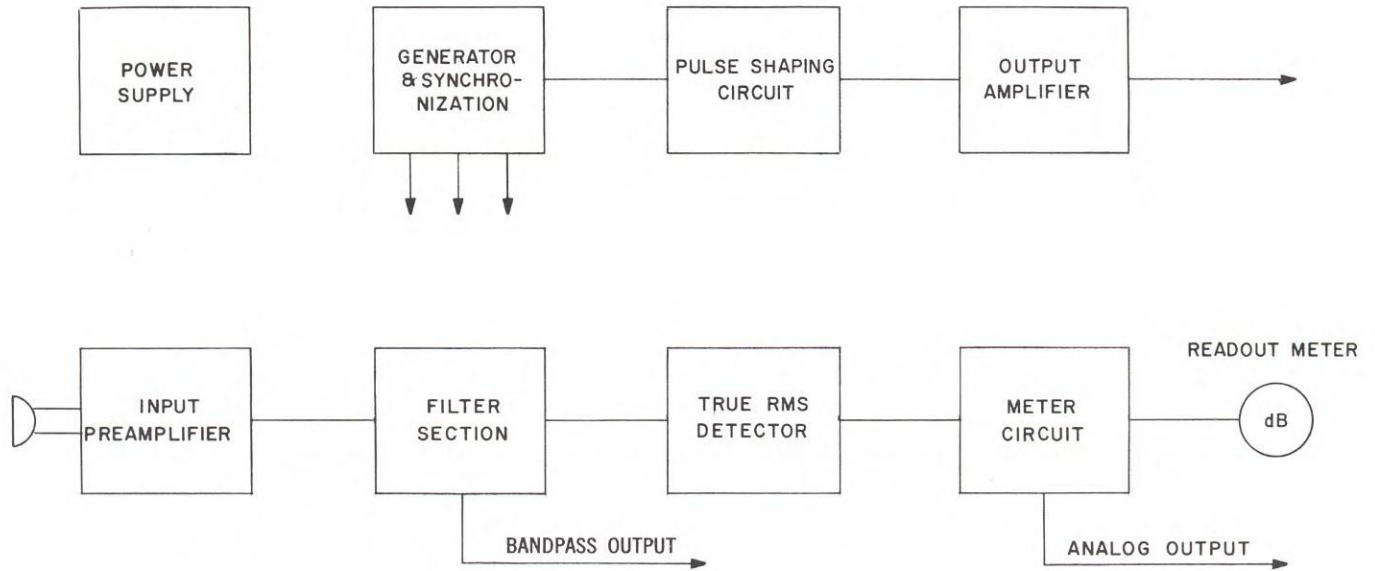 POWER
SUPPLY
GENERATOR
& SYNCHRO-
NIZATION
PULSE SHAPING
CIRCUIT
OUTPUT
AMPLIFIER
INPUT
PREAMPLIFIER
FILTER
SECTION
TRUE RMS
DETECTOR
METER
CIRCUIT
READOUT METER
dB
BANDPASS OUTPUT
ANALOG OUTPUT